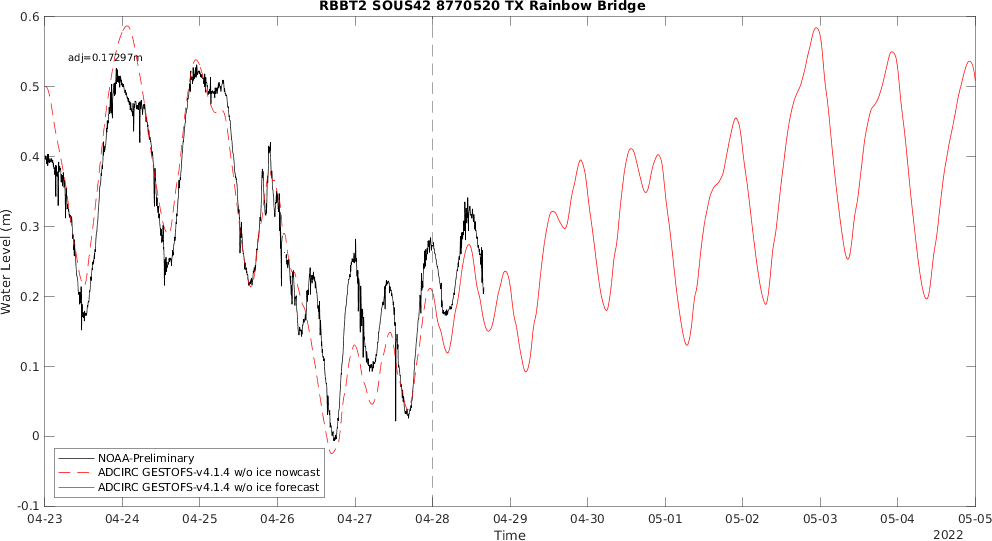 RBBT2 SOUS42 8770520 TX Rainbow Bridge
0.6
adj=0.17297m
0.5
0.4
0.3
0.2
0.1
0
-0.1
Water Level (m)
NOAA-Preliminary
ADCIRC GESTOFS-v4.1.4 w/o ice nowcast
ADCIRC GESTOFS-v4.1.4 w/o ice forecast
04-23 04-24 04-25 04-26 04-27 04-28 04-29 04-30 05-01 05-02 05-03 05-04 05-05
Time
2022